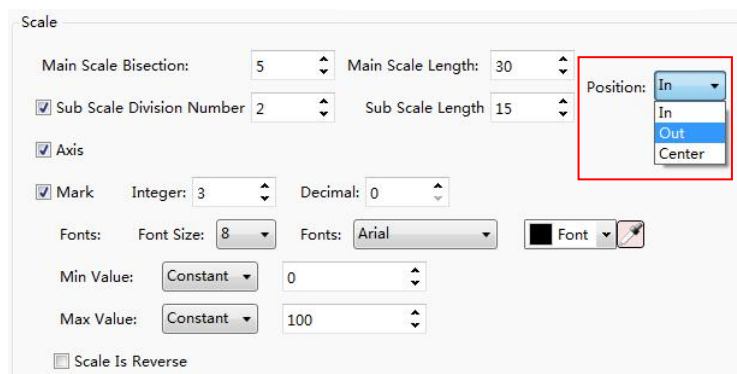 Scale
Main Scale Bisection: 5 Main Scale Length: 30 Position: In
Sub Scale Division Number 2 Sub Scale Length 15 In
Out
Center
Axis
Mark Integer: 3 Decimal: 0
Fonts: Font Size: 8 Fonts: Arial Font
Min Value: Constant 0
Max Value: Constant 100
Scale Is Reverse